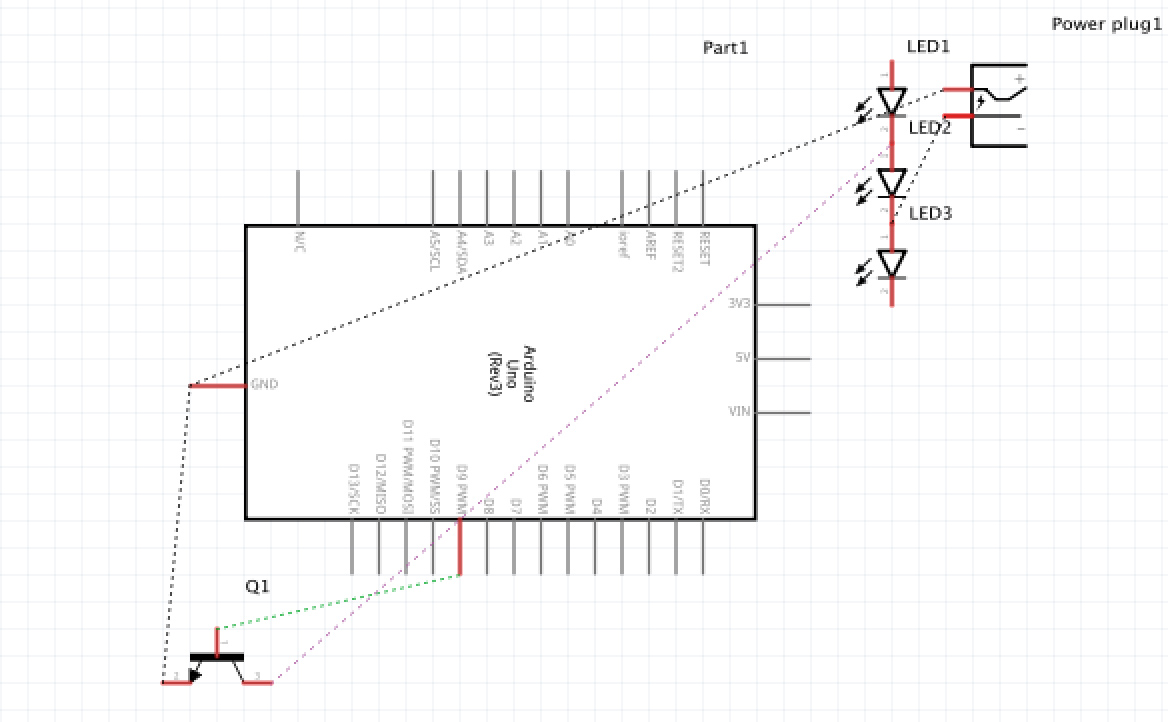 Power plug1
LED1
Part1
+
1
LED2
−
LED3
1
N/C
A5/SCL
A4/SDA
A3
A2
A1
A0
ioref
AREF
RESET2
RESET
3V3
5V
VIN
GND
Arduino
Uno
(Rev3)
D13/SCK
D12/MISO
D11 PWM/MOSI
D10 PWM/SS
D9 PWM
D8
D7
D6 PWM
D5 PWM
D4
D3 PWM
D2
D1/TX
D0/RX
Q1
1